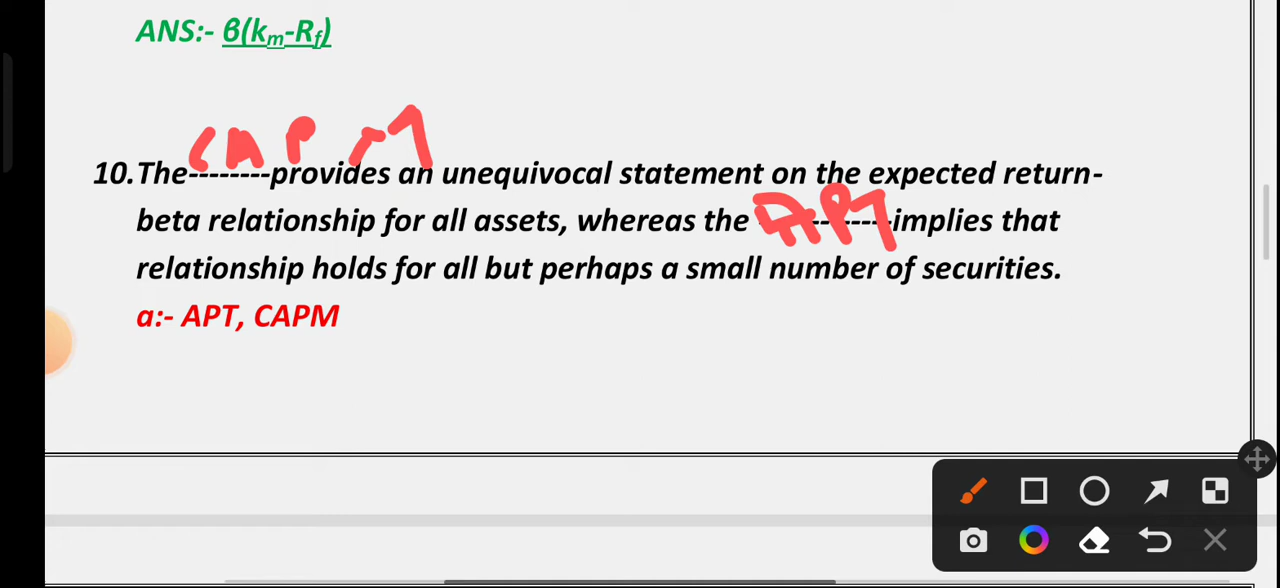 ANS:- β(km-Rf)
CAPM
10.The--------provides an unequivocal statement on the expected return-
APT
beta relationship for all assets, whereas the ----------implies that
relationship holds for all but perhaps a small number of securities.
a:- APT, CAPM